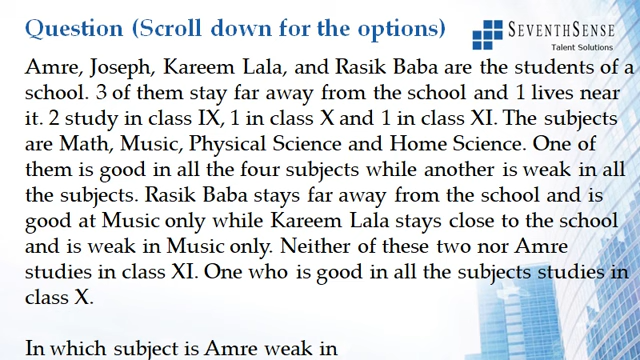 Question (Scroll down for the options)
SEVENTHSENSE
Talent Solutions
Amre, Joseph, Kareem Lala, and Rasik Baba are the students of a
school. 3 of them stay far away from the school and 1 lives near
it. 2 study in class IX, 1 in class X and 1 in class XI. The subjects
are Math, Music, Physical Science and Home Science. One of
them is good in all the four subjects while another is weak in all
the subjects. Rasik Baba stays far away from the school and is
good at Music only while Kareem Lala stays close to the school
and is weak in Music only. Neither of these two nor Amre
studies in class XI. One who is good in all the subjects studies in
class X.
In which subject is Amre weak in